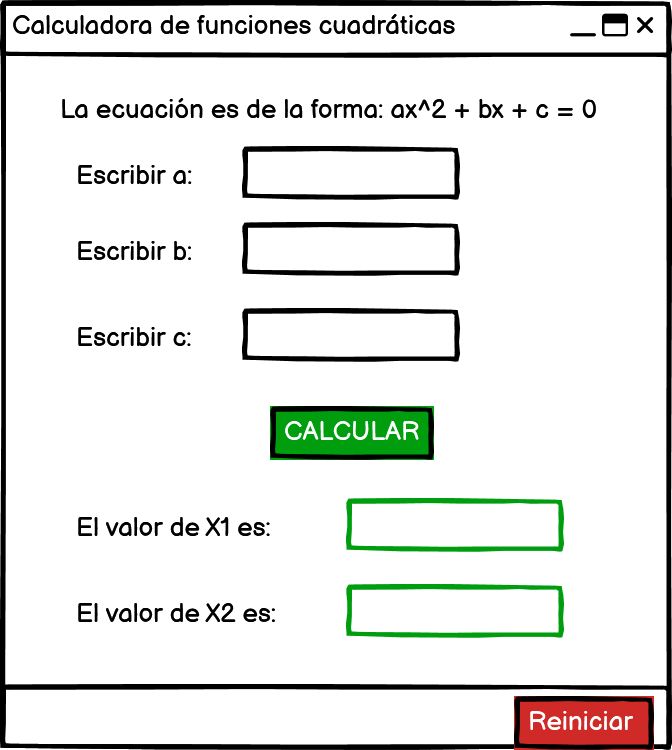 Calculadora de funciones cuadráticas
La ecuación es de la forma: ax^2 + bx + c = 0
Escribir a:
Escribir b:
Escribir c:
CALCULAR
El valor de X1 es:
El valor de X2 es:
Reiniciar